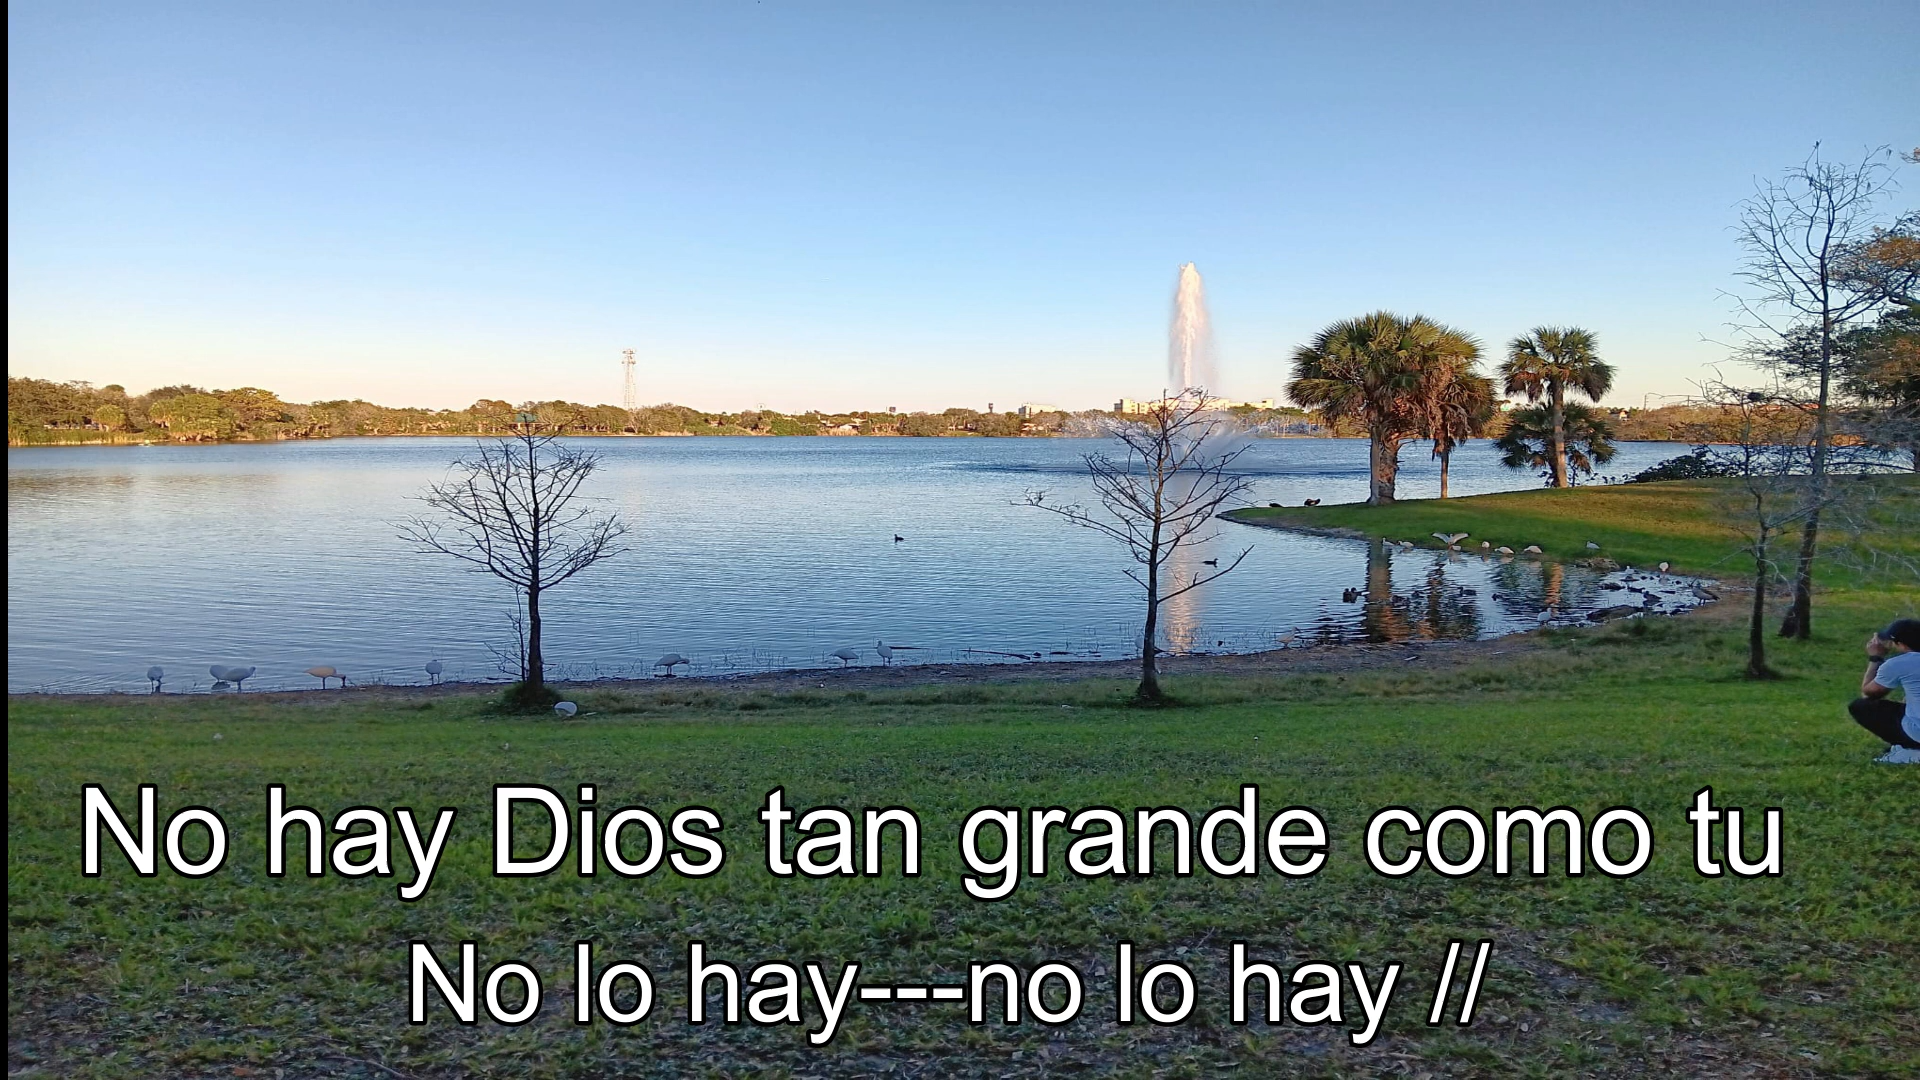 No hay Dios tan grande como tu
No lo hay---no lo hay //